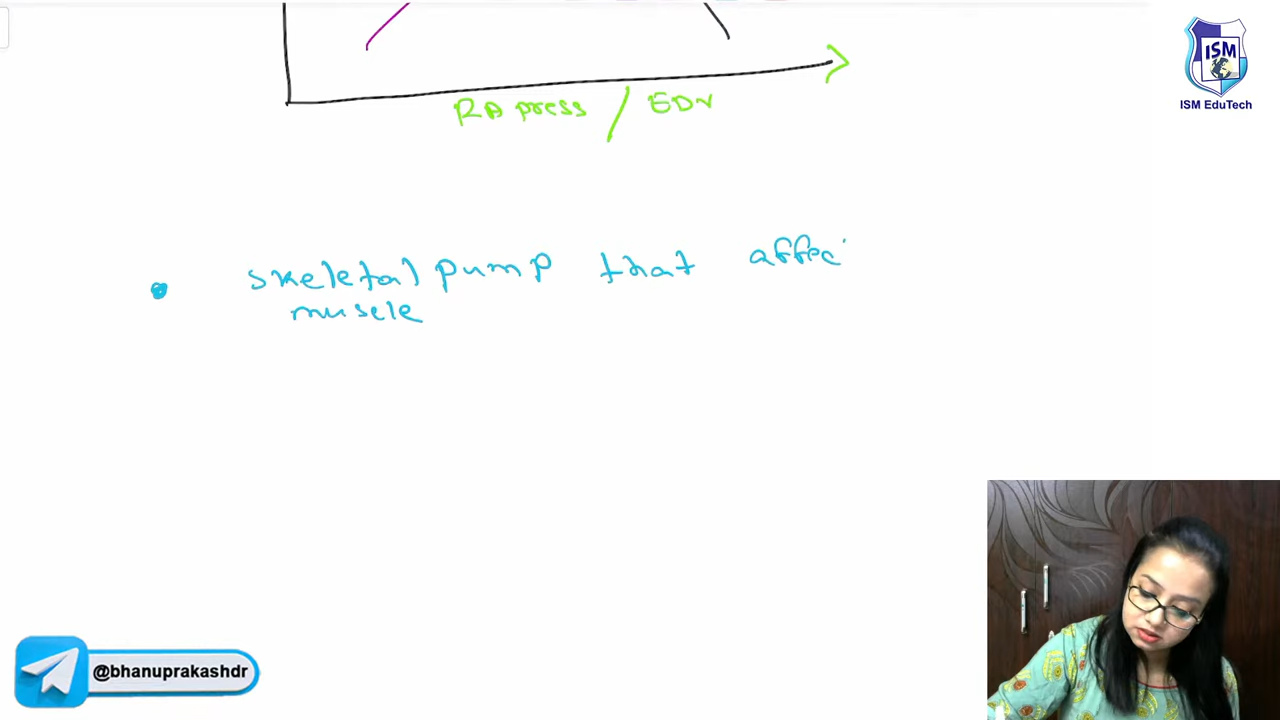 ISM
ISM EduTech
RA press / EDV
skeletal pump that affec
muscle
@bhanuprakashdr